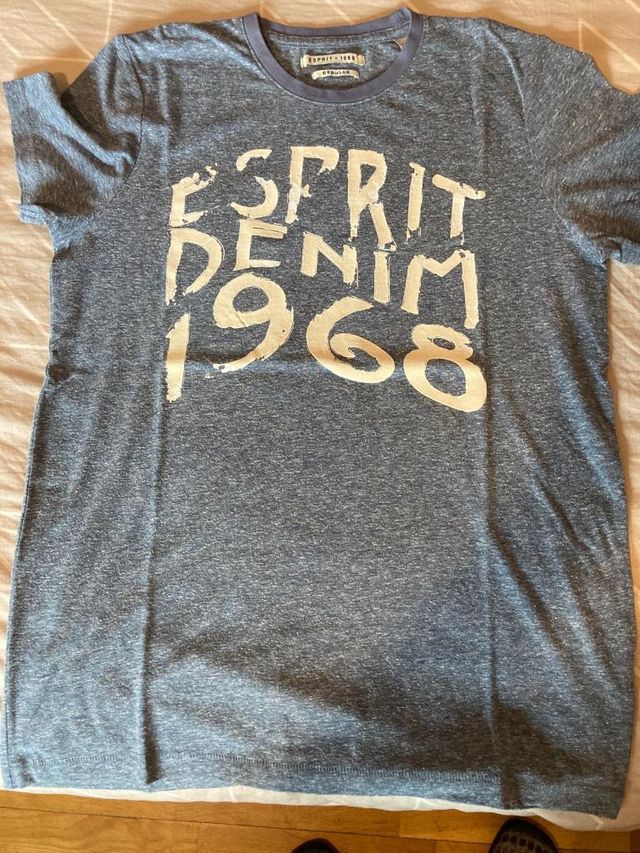 ESPRIT - 1968
REGULAR
ESPRIT
DENIM
1968